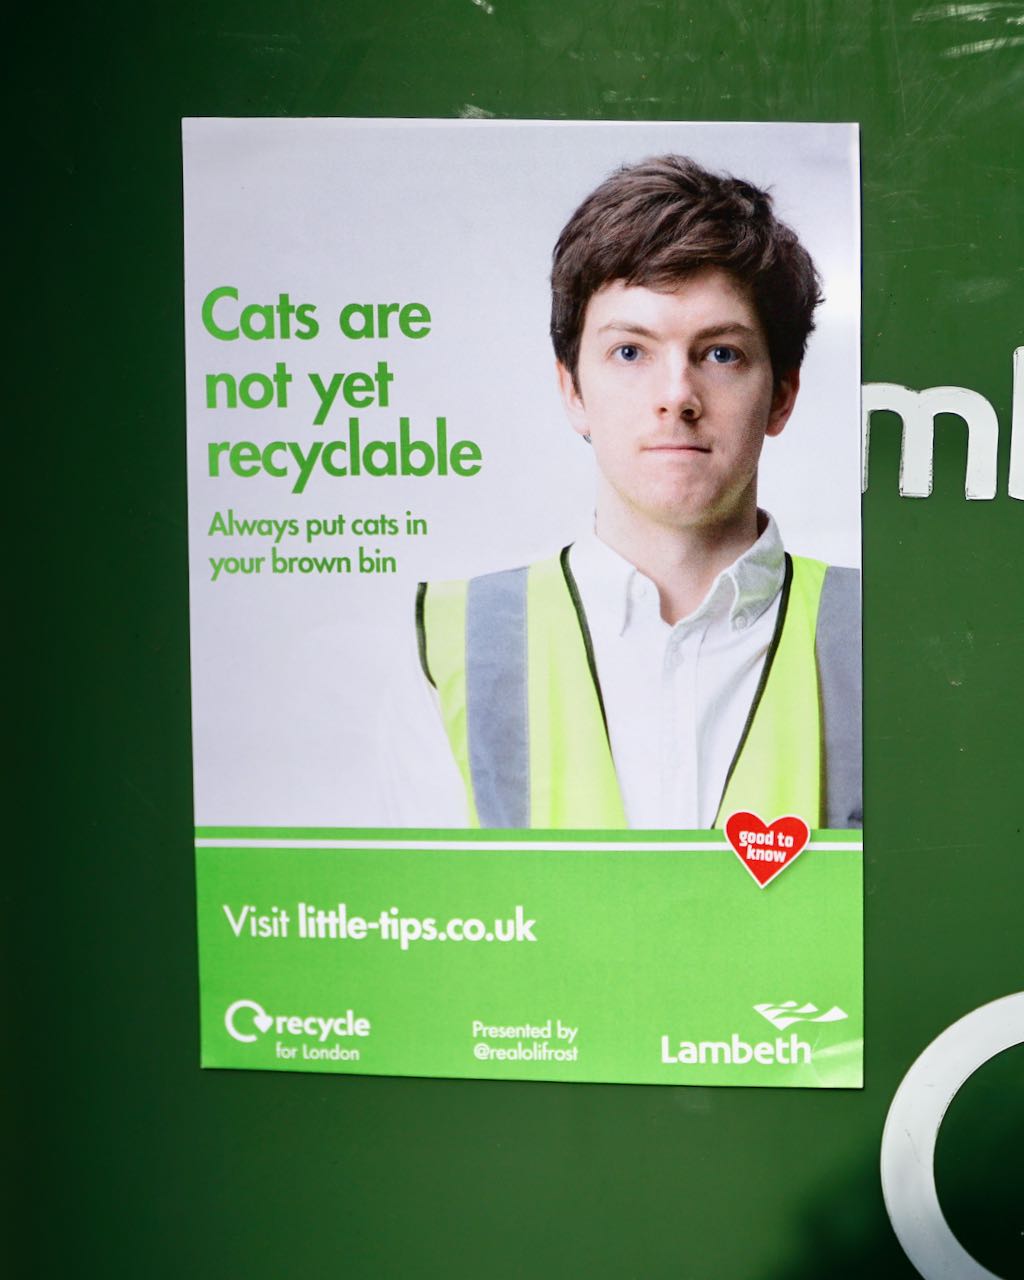 Cats are
not yet
recyclable
Always put cats in
your brown bin
good to
know
Visit little-tips.co.uk
recycle
for London
Presented by
@realolifrost
Lambeth